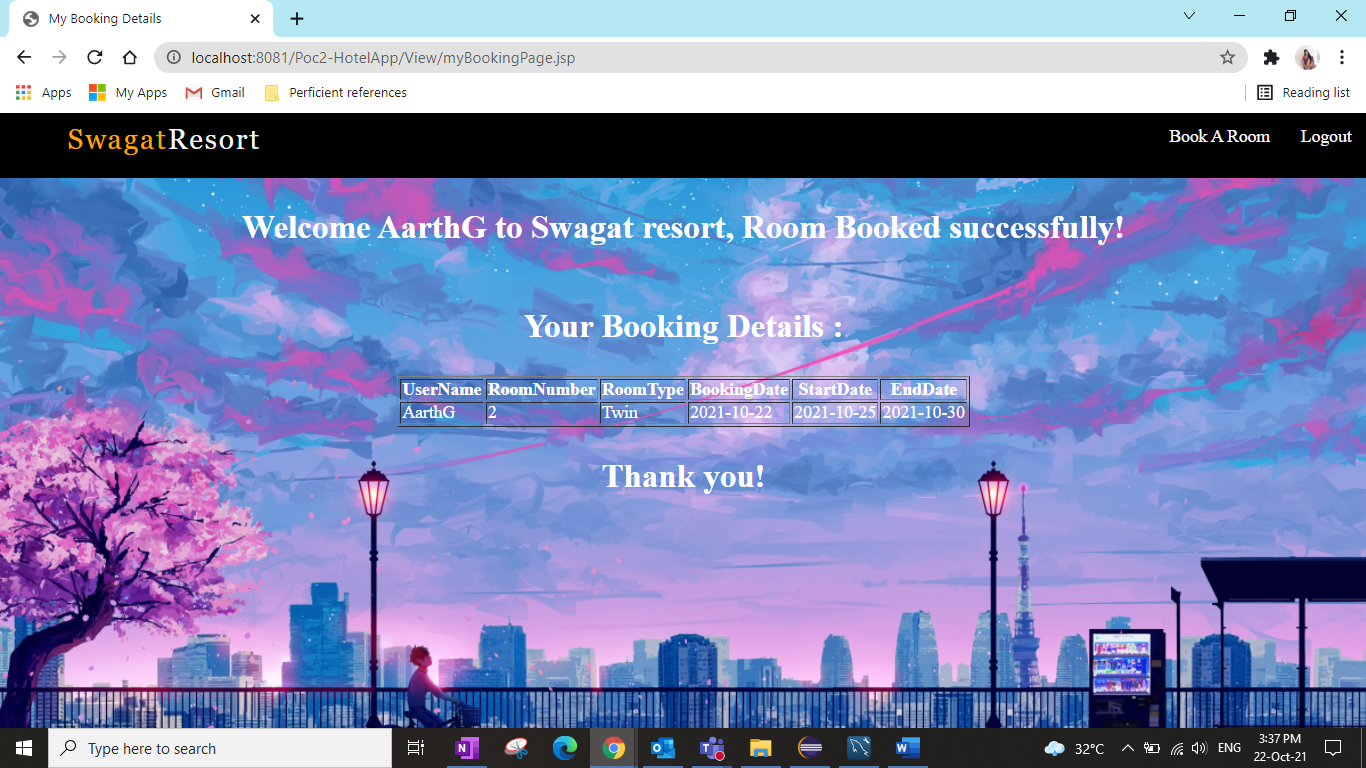 My Booking Details
localhost:8081/Poc2-HotelApp/View/myBookingPage.jsp
Apps My Apps Gmail Perficient references Reading list
SwagatResort Book A Room Logout
Welcome AarthG to Swagat resort, Room Booked successfully!
Your Booking Details :
UserName RoomNumber RoomType BookingDate StartDate EndDate
AarthG 2 Twin 2021-10-22 2021-10-25 2021-10-30
Thank you!
Type here to search 32°C ENG 3:37 PM
22-Oct-21